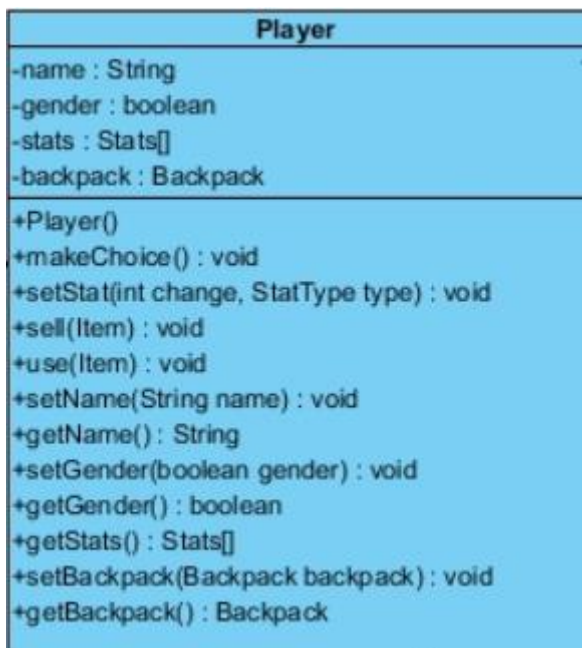 Player
-name : String
-gender : boolean
-stats : Stats[]
-backpack : Backpack
+Player()
+makeChoice() : void
+setStat(int change, StatType type) : void
+sell(Item) : void
+use(Item) : void
+setName(String name) : void
+getName() : String
+setGender(boolean gender) : void
+getGender() : boolean
+getStats() : Stats[]
+setBackpack(Backpack backpack) : void
+getBackpack() : Backpack